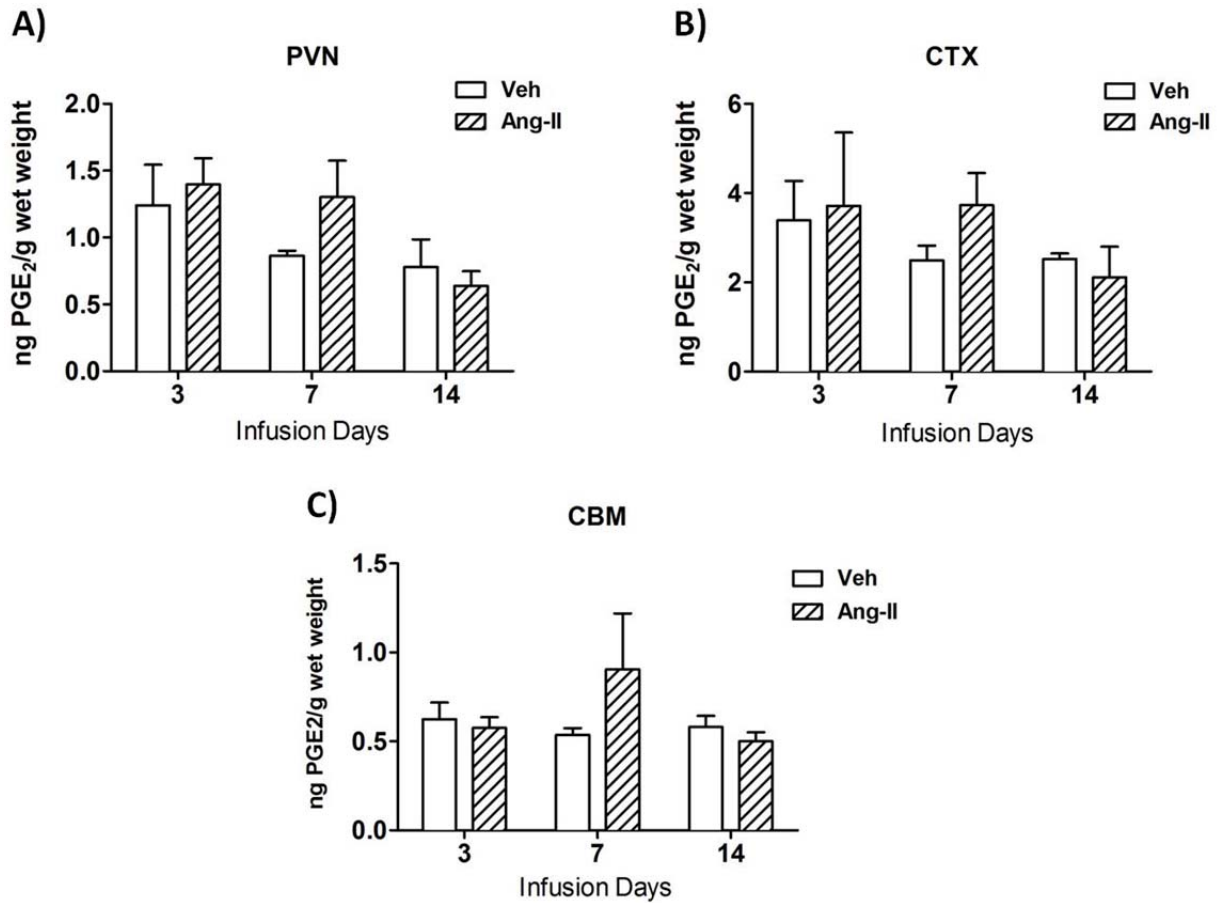 A)
PVN
Veh
Ang-II
ng PGE₂/g wet weight
2.0
1.5
1.0
0.5
0.0
3 7 14
Infusion Days
B)
CTX
Veh
Ang-II
ng PGE₂/g wet weight
6
4
2
0
3 7 14
Infusion Days
C)
CBM
Veh
Ang-II
ng PGE2/g wet weight
1.5
1.0
0.5
0.0
3 7 14
Infusion Days